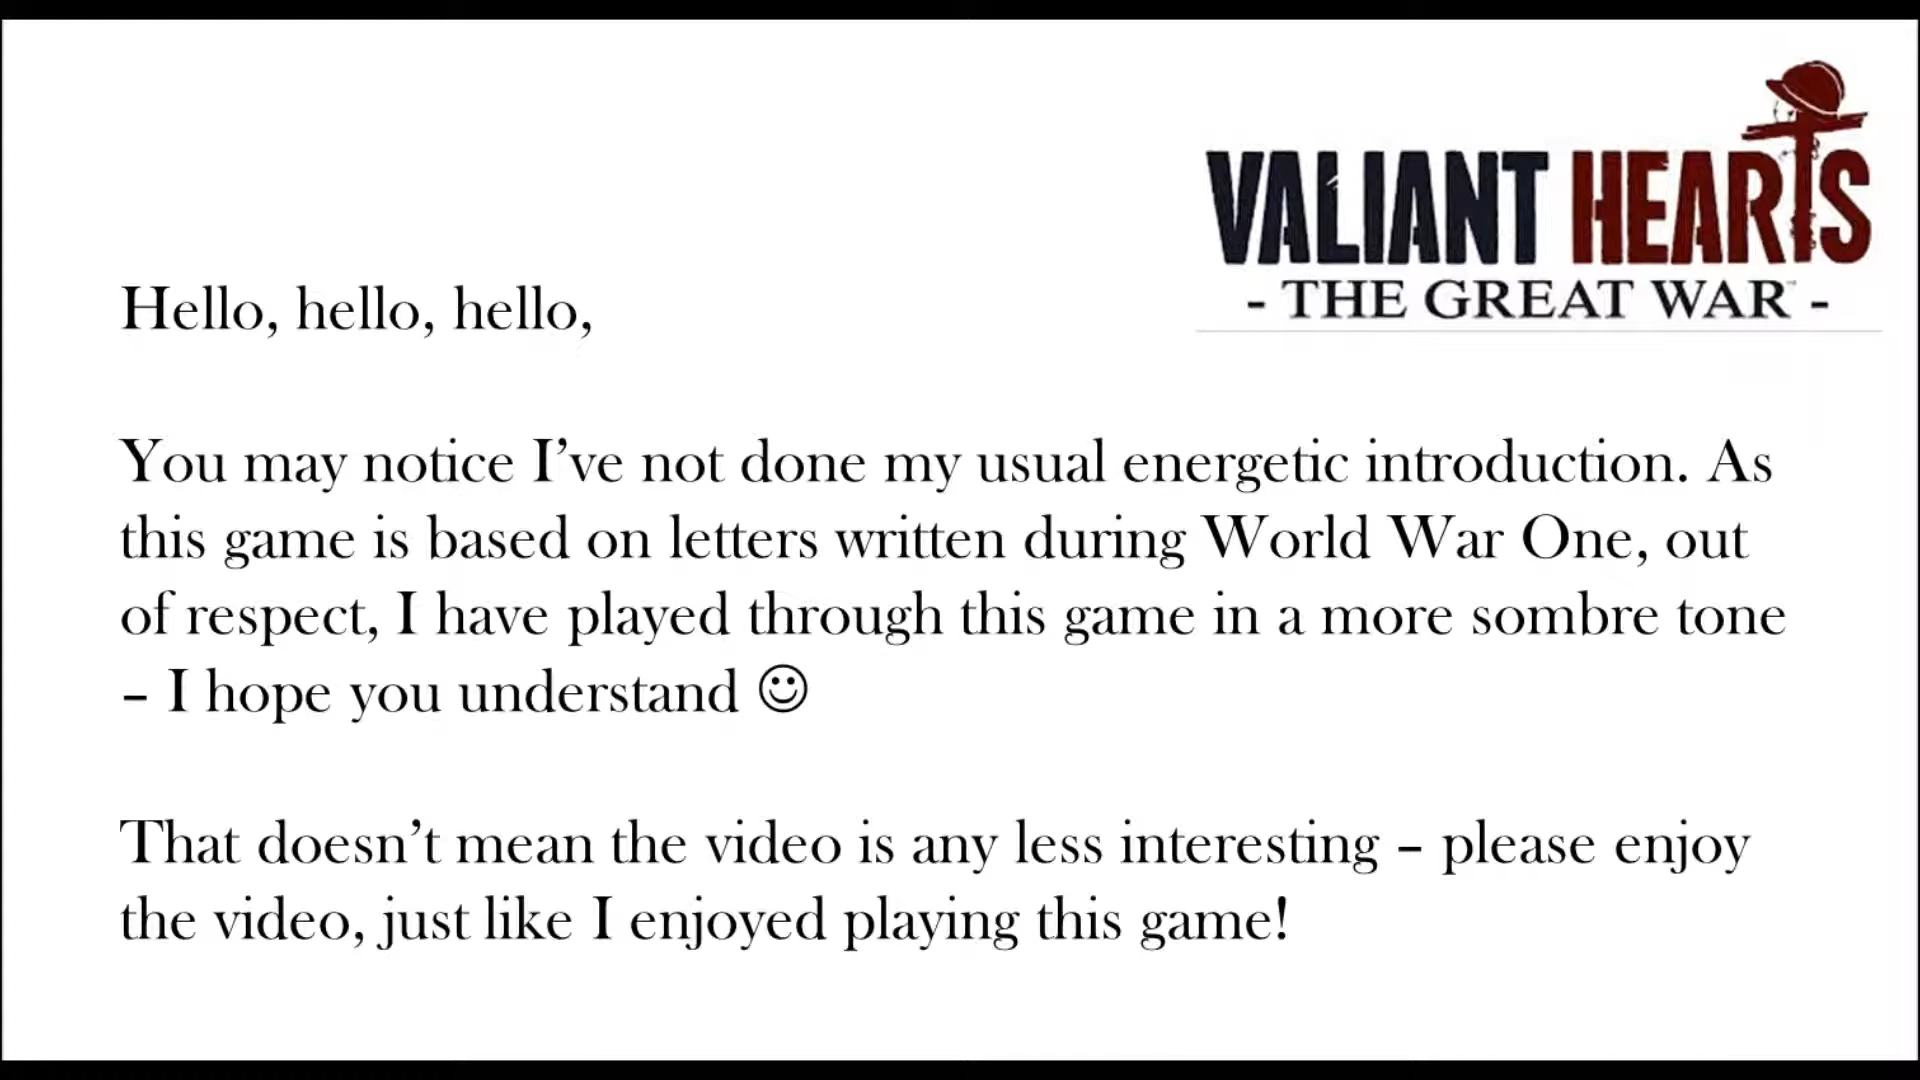 VALIANT HEARTS
- THE GREAT WAR -
Hello, hello, hello,
You may notice I’ve not done my usual energetic introduction. As
this game is based on letters written during World War One, out
of respect, I have played through this game in a more sombre tone
– I hope you understand ☺
That doesn’t mean the video is any less interesting – please enjoy
the video, just like I enjoyed playing this game!